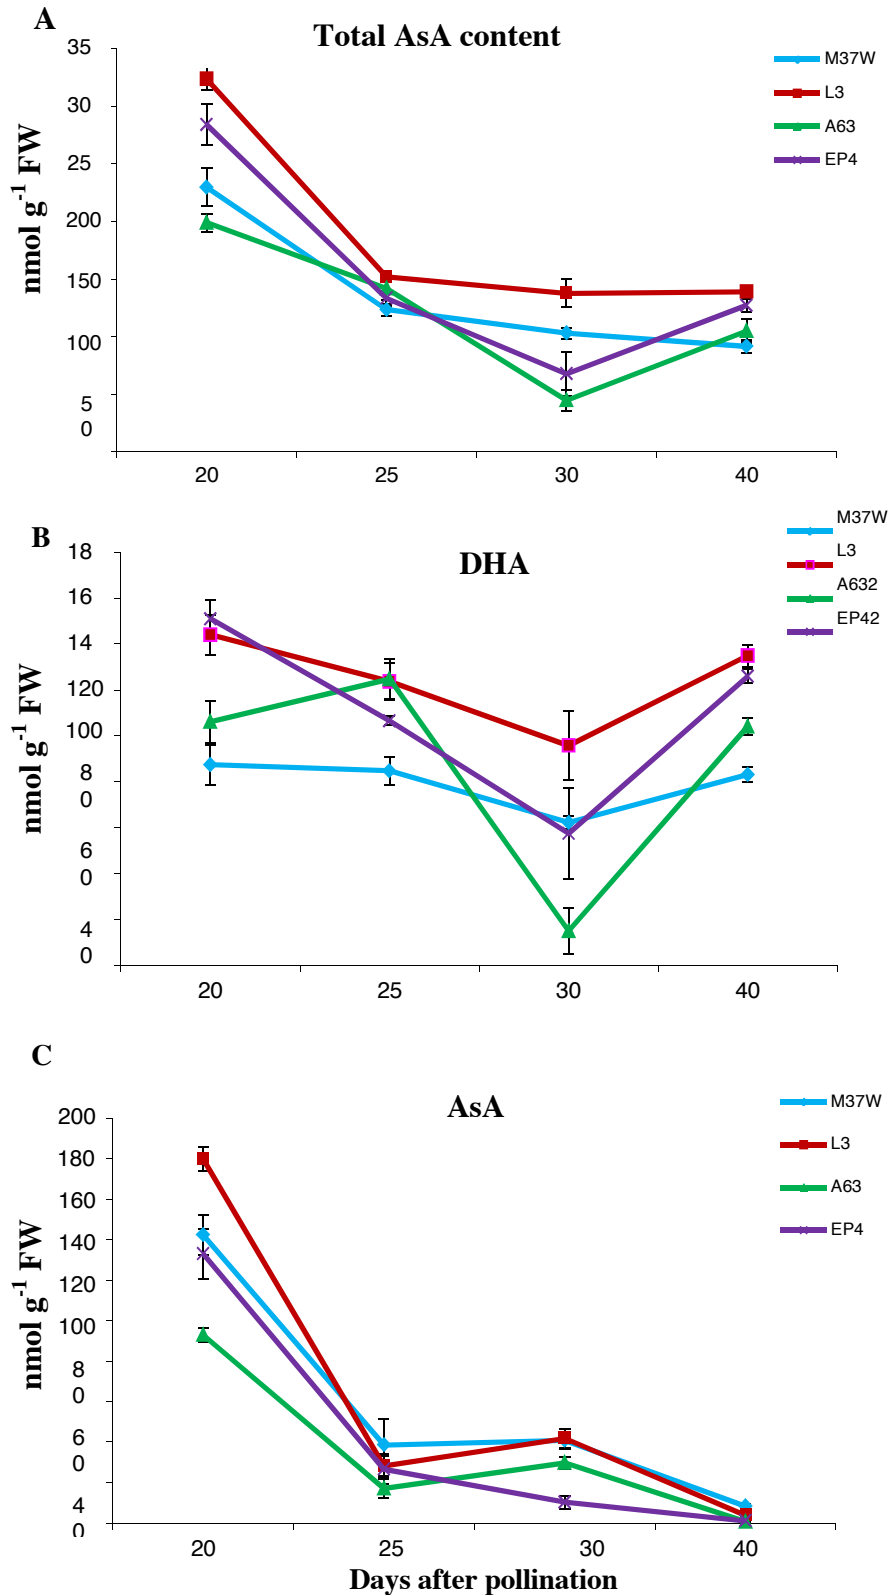 A
Total AsA content
nmol g-1 FW
35
30
25
200
150
100
5
0
20 25 30 40
M37W
L3
A63
EP4
B
DHA
nmol g-1 FW
18
16
14
120
100
8
0
6
0
4
0
20 25 30 40
M37W
L3
A632
EP42
C
AsA
nmol g-1 FW
200
180
160
140
120
100
8
0
6
0
4
0
20 25 30 40
Days after pollination
M37W
L3
A63
EP4